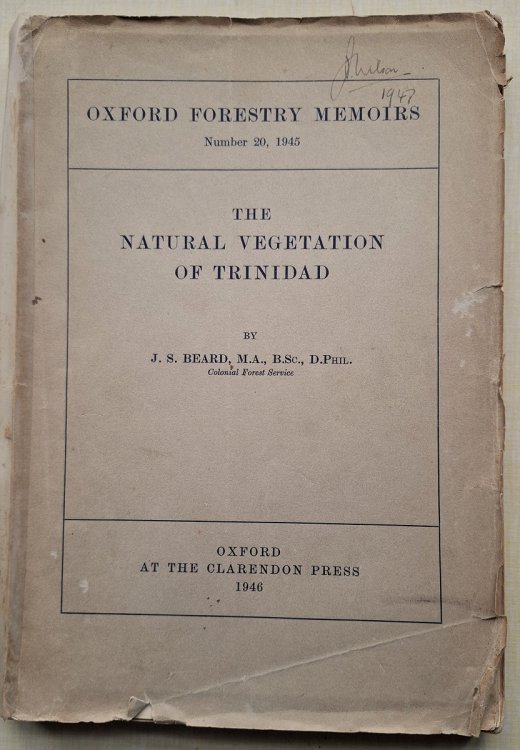 1947
OXFORD FORESTRY MEMOIRS
Number 20, 1945
THE
NATURAL VEGETATION
OF TRINIDAD
BY
J. S. BEARD, M.A., B.Sc., D.Phil.
Colonial Forest Service
OXFORD
AT THE CLARENDON PRESS
1946